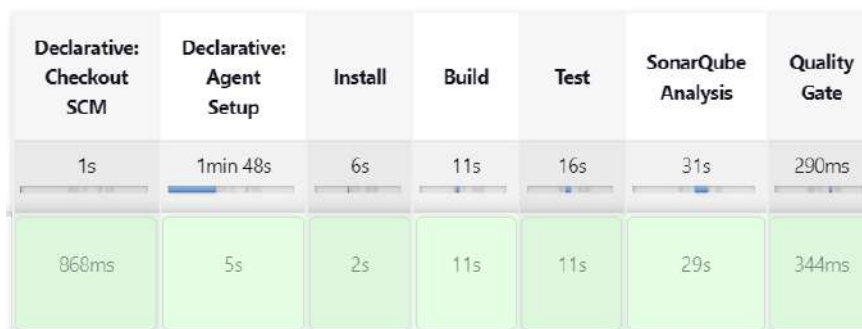 Declarative: Checkout SCM
Declarative: Agent Setup
Install
Build
Test
SonarQube Analysis
Quality Gate
1s
1min 48s
6s
11s
16s
31s
290ms
868ms
5s
2s
11s
11s
29s
344ms